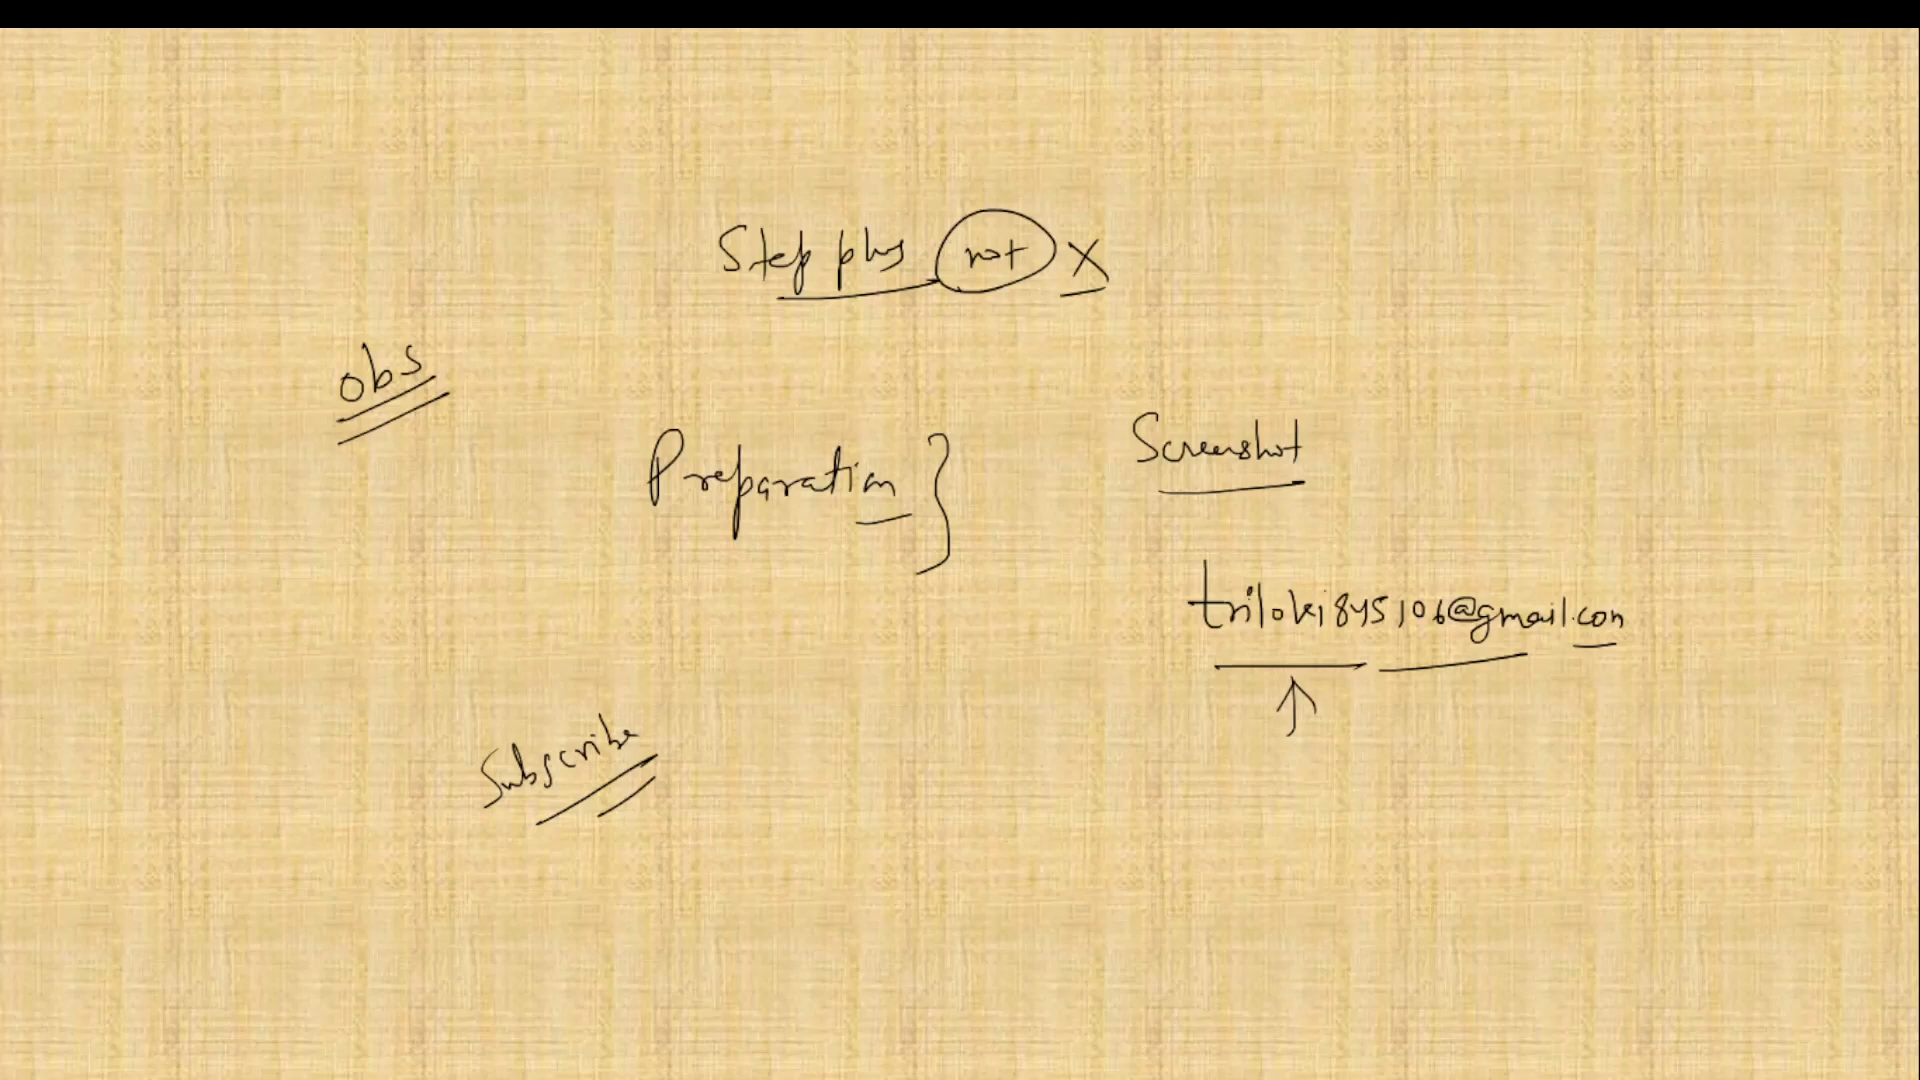 Step plus not X
obs
Preparation }
Screenshot
triloki845106@gmail.com
Subscribe